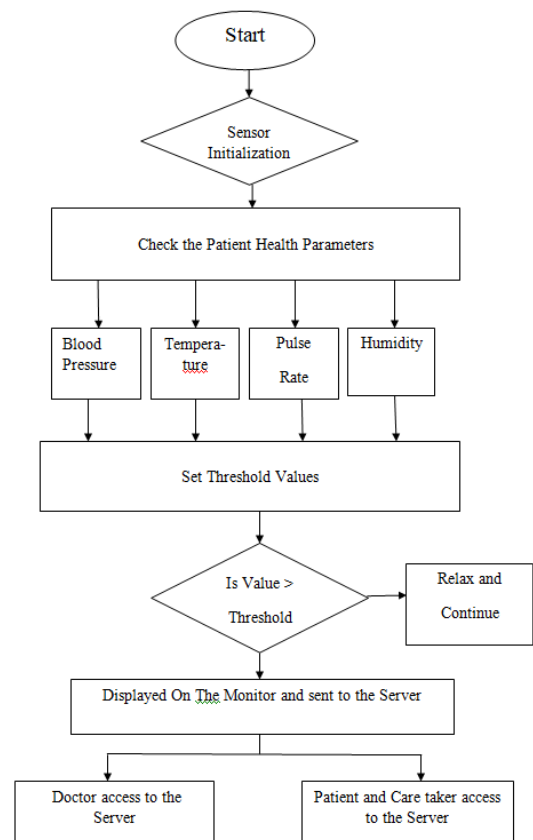 Start
Sensor
Initialization
Check the Patient Health Parameters
Blood
Pressure
Tempera-
ture
Pulse
Rate
Humidity
Set Threshold Values
Is Value >
Threshold
Relax and
Continue
Displayed On The Monitor and sent to the Server
Doctor access to the
Server
Patient and Care taker access
to the Server